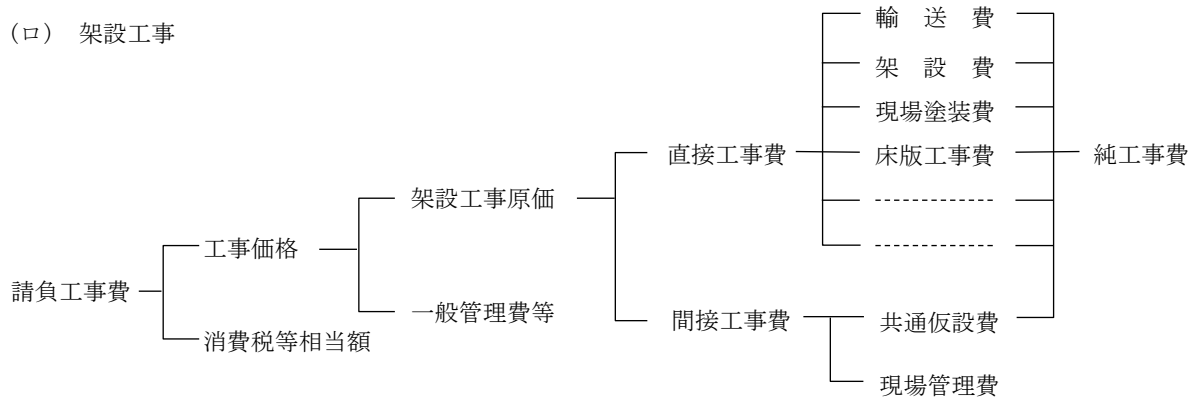 (ロ) 架設工事
輸送費
架設費
現場塗装費
直接工事費
床版工事費
純工事費
架設工事原価
工事価格
請負工事費
一般管理費等
間接工事費
共通仮設費
消費税等相当額
現場管理費